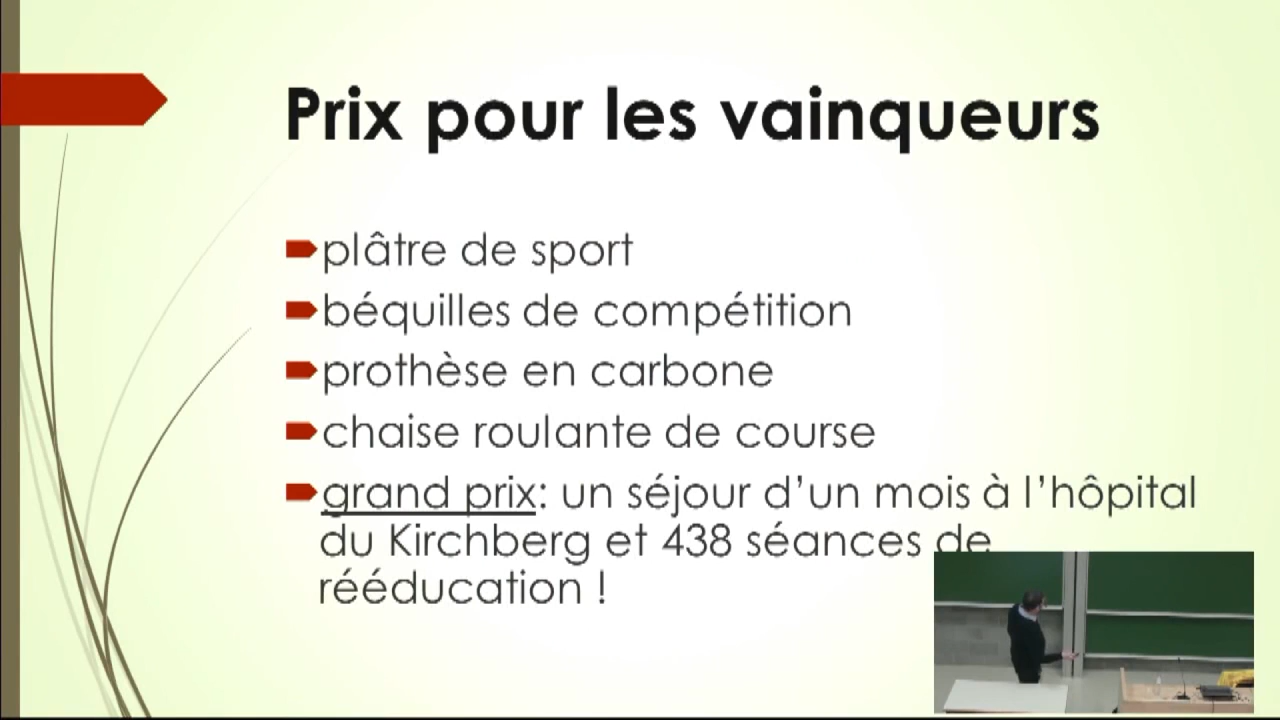 Prix pour les vainqueurs
plâtre de sport
béquilles de compétition
prothèse en carbone
chaise roulante de course
grand prix: un séjour d’un mois à l’hôpital
du Kirchberg et 438 séances de
rééducation !